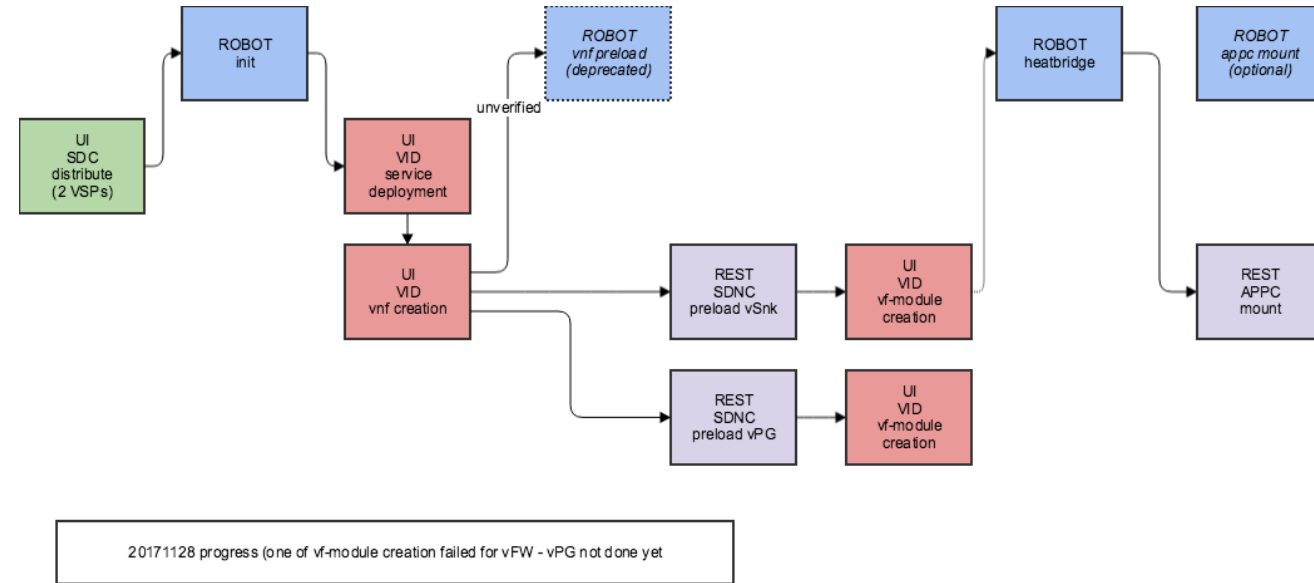 ROBOT
init
ROBOT
vnf preload
(deprecated)
ROBOT
heatbridge
ROBOT
appc mount
(optional)
unverified
UI
SDC
distribute
(2 VSPs)
UI
VID
service
deployment
UI
VID
vnf creation
REST
SDNC
preload vSnk
UI
VID
vf-module
creation
REST
APPC
mount
REST
SDNC
preload vPG
UI
VID
vf-module
creation
20171128 progress (one of vf-module creation failed for vFW - vPG not done yet